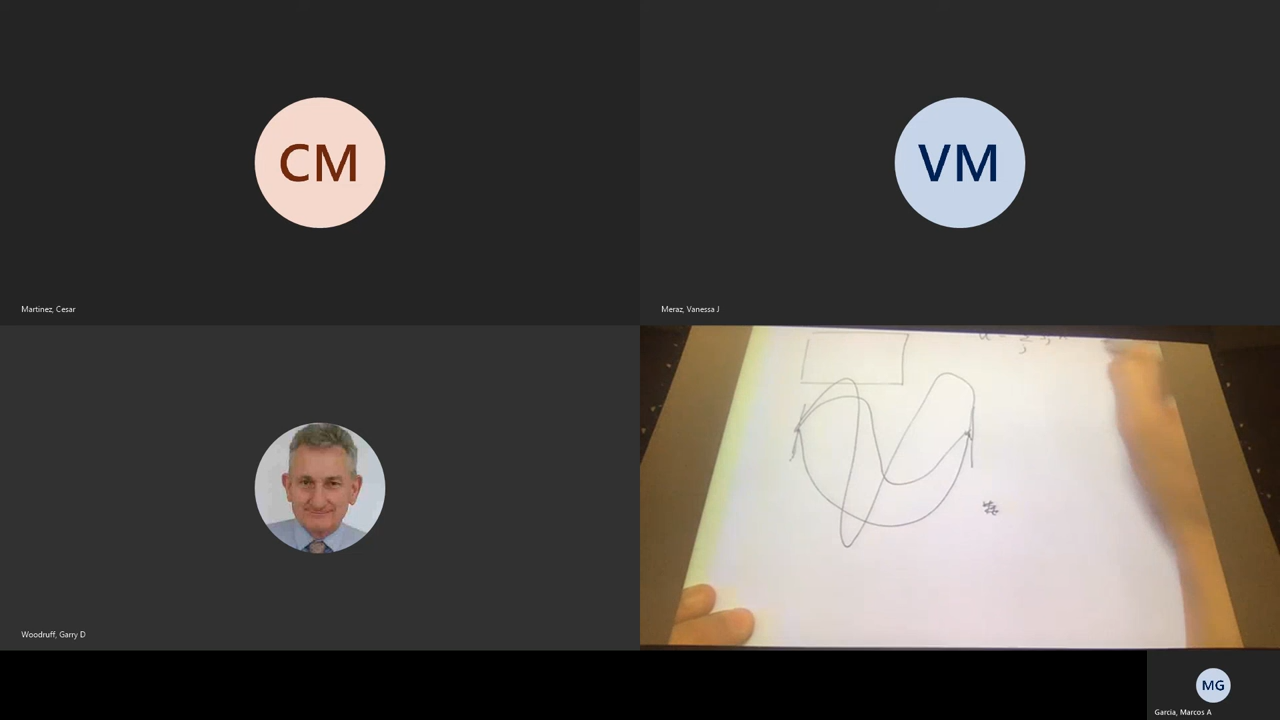 CM
VM
Martinez, Cesar
Meraz, Vanessa J
Woodruff, Garry D
MG
Garcia, Marcos A